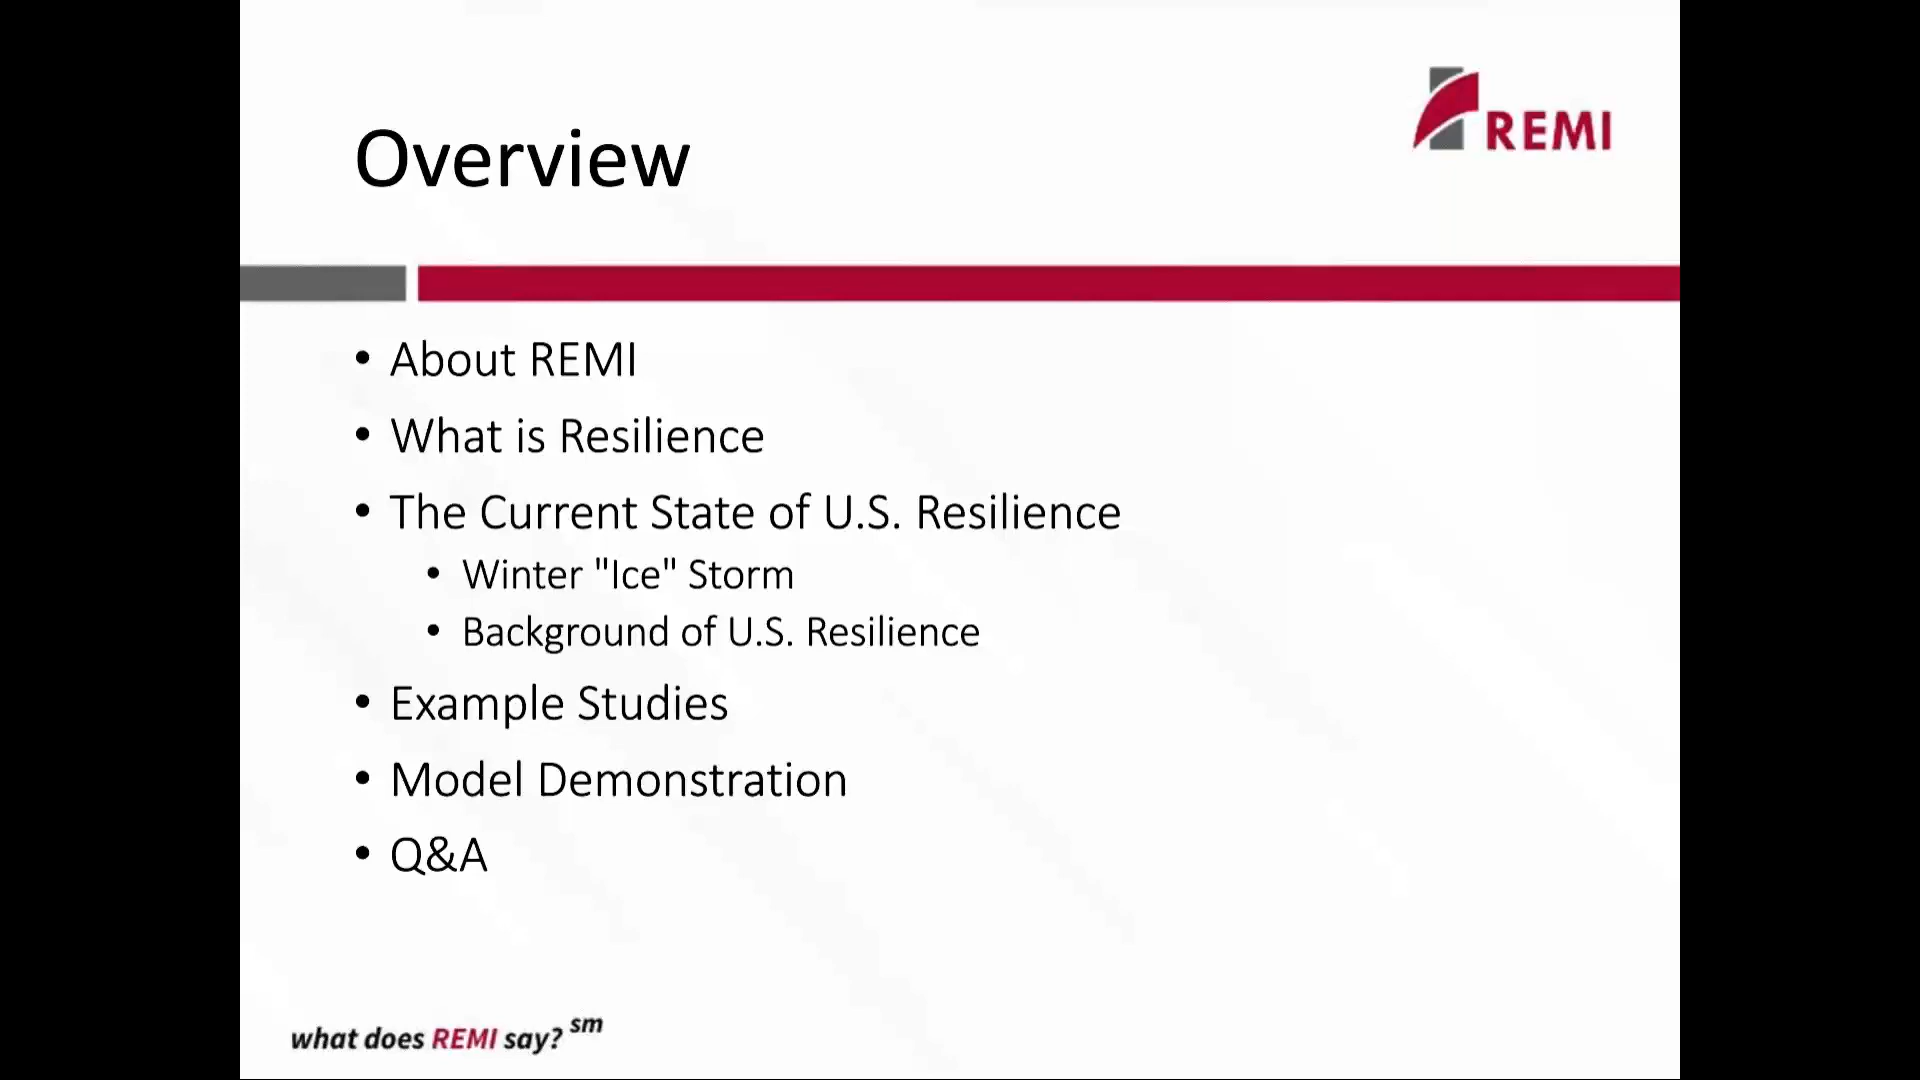 Overview
REMI
• About REMI
• What is Resilience
• The Current State of U.S. Resilience
• Winter "Ice" Storm
• Background of U.S. Resilience
• Example Studies
• Model Demonstration
• Q&A
what does REMI say? sm